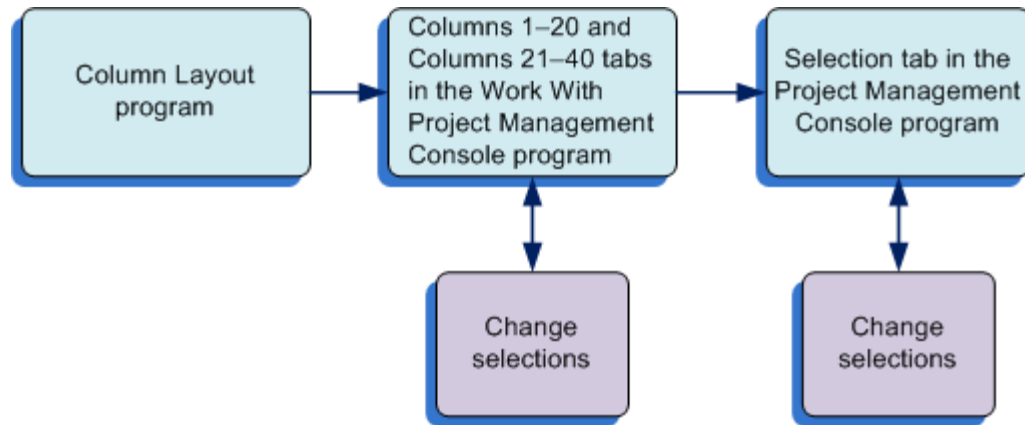 Column Layout
program
Columns 1–20 and
Columns 21–40 tabs
in the Work With
Project Management
Console program
Selection tab in the
Project Management
Console program
Change
selections
Change
selections